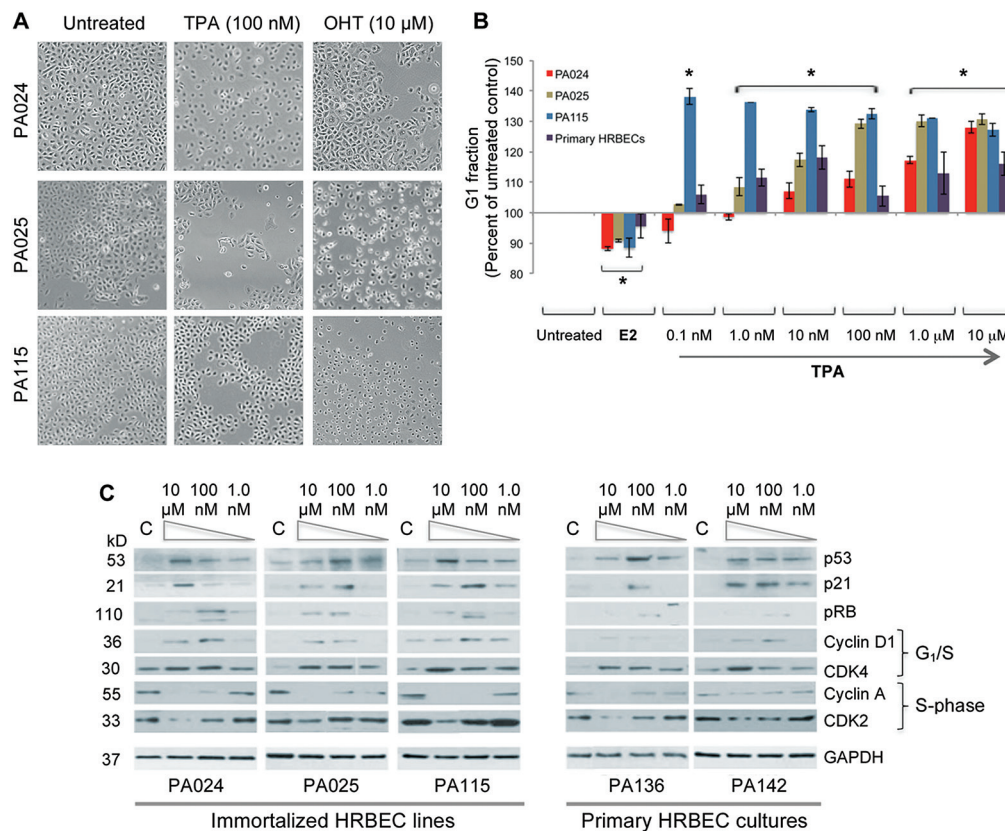 A
Untreated
TPA (100 nM)
OHT (10 µM)
PA024
PA025
PA115
B
G1 fraction
(Percent of untreated control)
150
140
130
120
110
100
90
80
PA024
PA025
PA115
Primary HRBECs
*
*
*
*
Untreated
E2
0.1 nM
1.0 nM
10 nM
100 nM
1.0 µM
10 µM
TPA
C
10 100 1.0
µM nM nM
10 100 1.0
µM nM nM
10 100 1.0
µM nM nM
10 100 1.0
µM nM nM
10 100 1.0
µM nM nM
kD
C
C
C
C
C
53
p53
21
p21
110
pRB
36
Cyclin D1
30
CDK4
G1/S
55
Cyclin A
33
CDK2
S-phase
37
GAPDH
PA024
PA025
PA115
PA136
PA142
Immortalized HRBEC lines
Primary HRBEC cultures